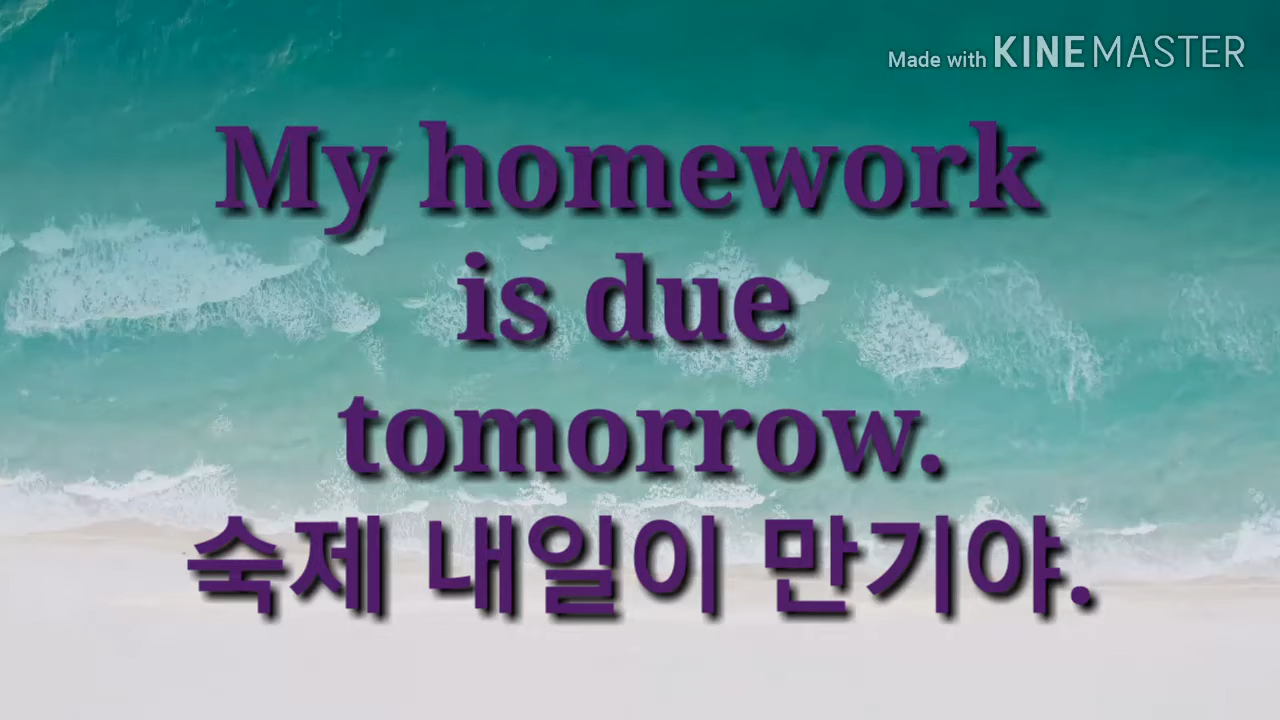 Made with KINEMASTER
My homework
is due
tomorrow.
숙제 내일이 만기야.